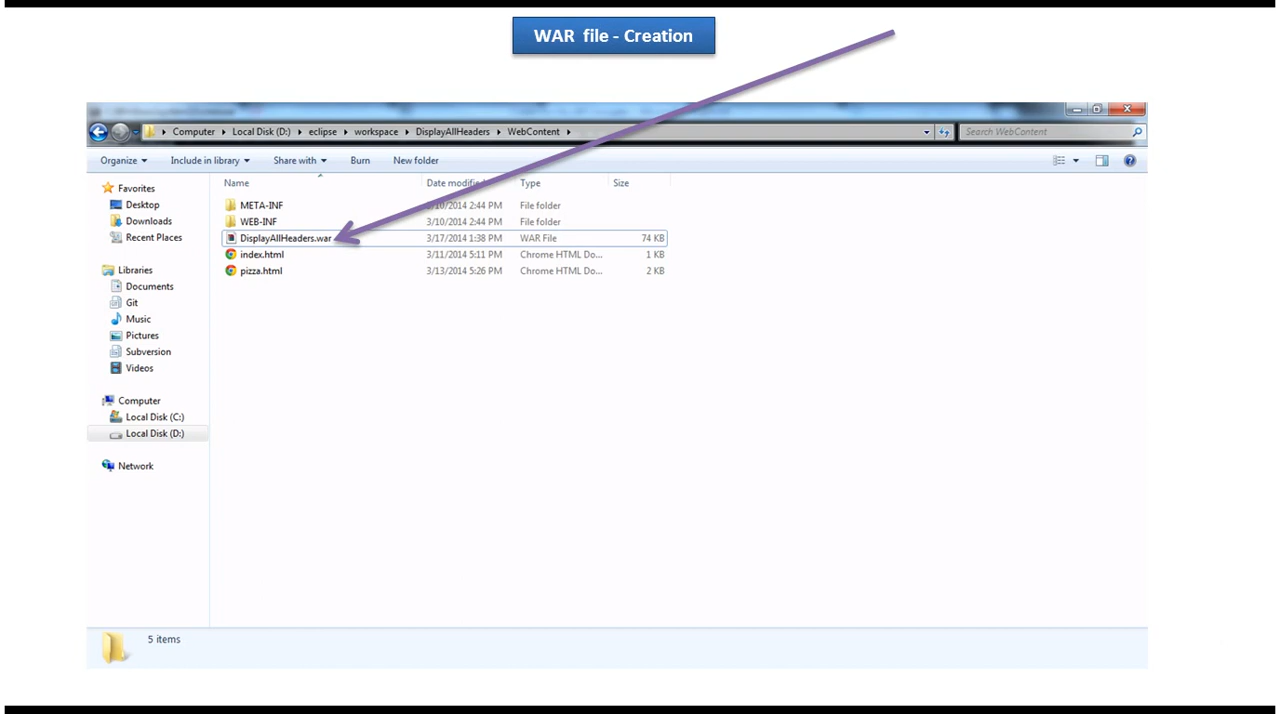 WAR file - Creation
Computer Local Disk (D:) eclipse workspace DisplayAllHeaders WebContent
Search WebContent
Organize Include in library Share with Burn New folder
Favorites
Desktop
Downloads
Recent Places
Libraries
Documents
Git
Music
Pictures
Subversion
Videos
Computer
Local Disk (C:)
Local Disk (D:)
Network
Name Date Type Size
META-INF 2:44 PM File folder
WEB-INF 3/10/2014 2:44 PM File folder
DisplayAllHeaders.war 3/17/2014 1:38 PM WAR File 74 KB
index.html 3/11/2014 5:11 PM Chrome HTML Do... 1 KB
pizza.html 3/13/2014 5:26 PM Chrome HTML Do... 2 KB
5 items